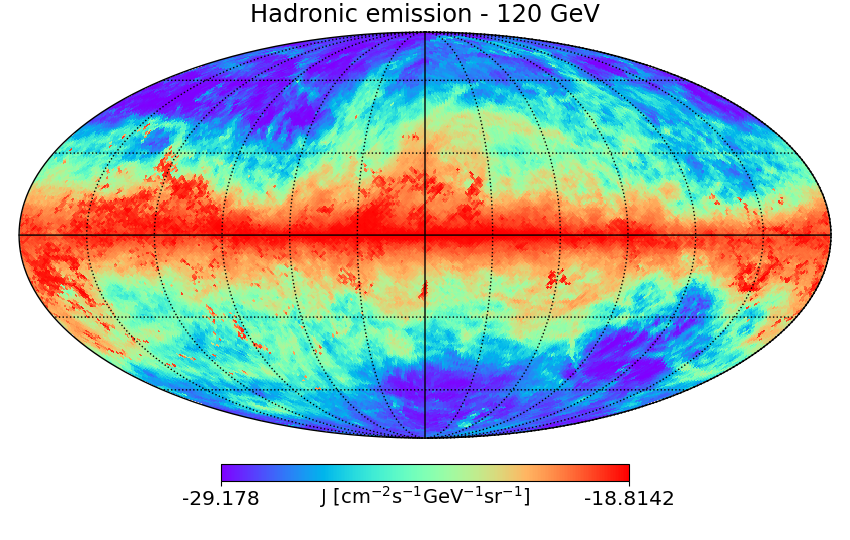 Hadronic emission - 120 GeV
-29.178 J [cm⁻²s⁻¹GeV⁻¹sr⁻¹] -18.8142